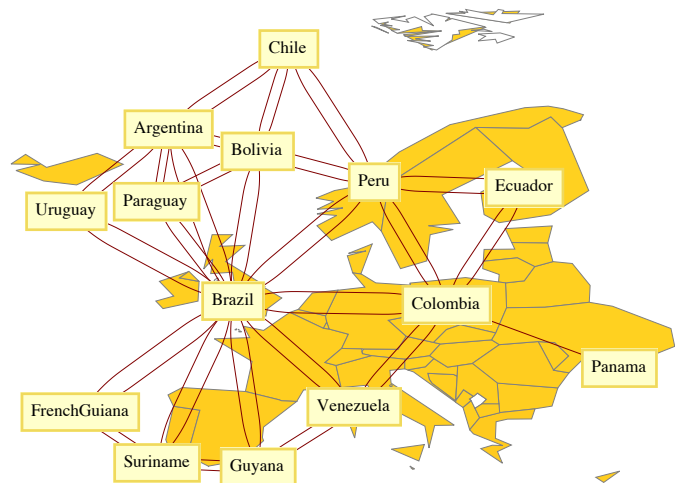 Chile
Argentina
Bolivia
Peru
Ecuador
Paraguay
Uruguay
Brazil
Colombia
Panama
Venezuela
FrenchGuiana
Suriname
Guyana